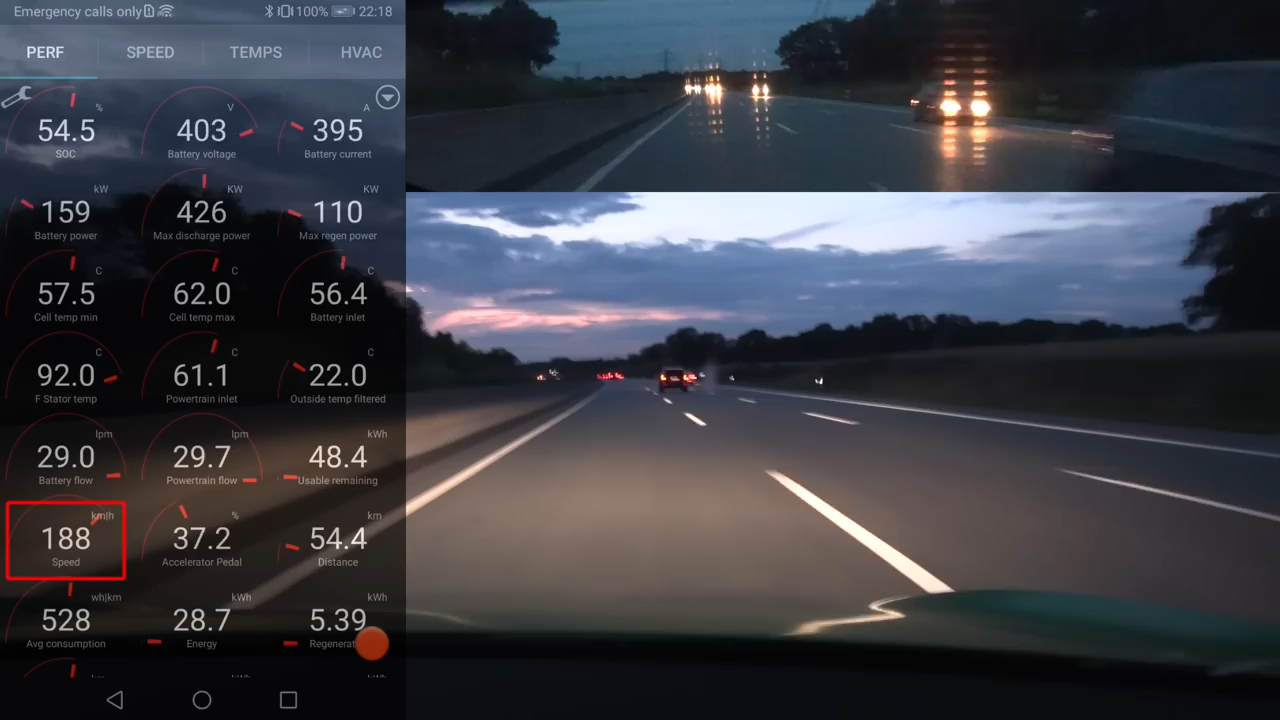 Emergency calls only 100% 22:18
PERF SPEED TEMPS HVAC
% V A
54.5 403 395
SOC Battery voltage Battery current
kW KW KW
159 426 110
Battery power Max discharge power Max regen power
C C C
57.5 62.0 56.4
Cell temp min Cell temp max Battery inlet
C C C
92.0 61.1 22.0
F Stator temp Powertrain inlet Outside temp filtered
lpm lpm kWh
29.0 29.7 48.4
Battery flow Powertrain flow Usable remaining
km|h % km
188 37.2 54.4
Speed Accelerator Pedal Distance
wh|km kWh kWh
528 28.7 5.39
Avg consumption Energy Regenerat